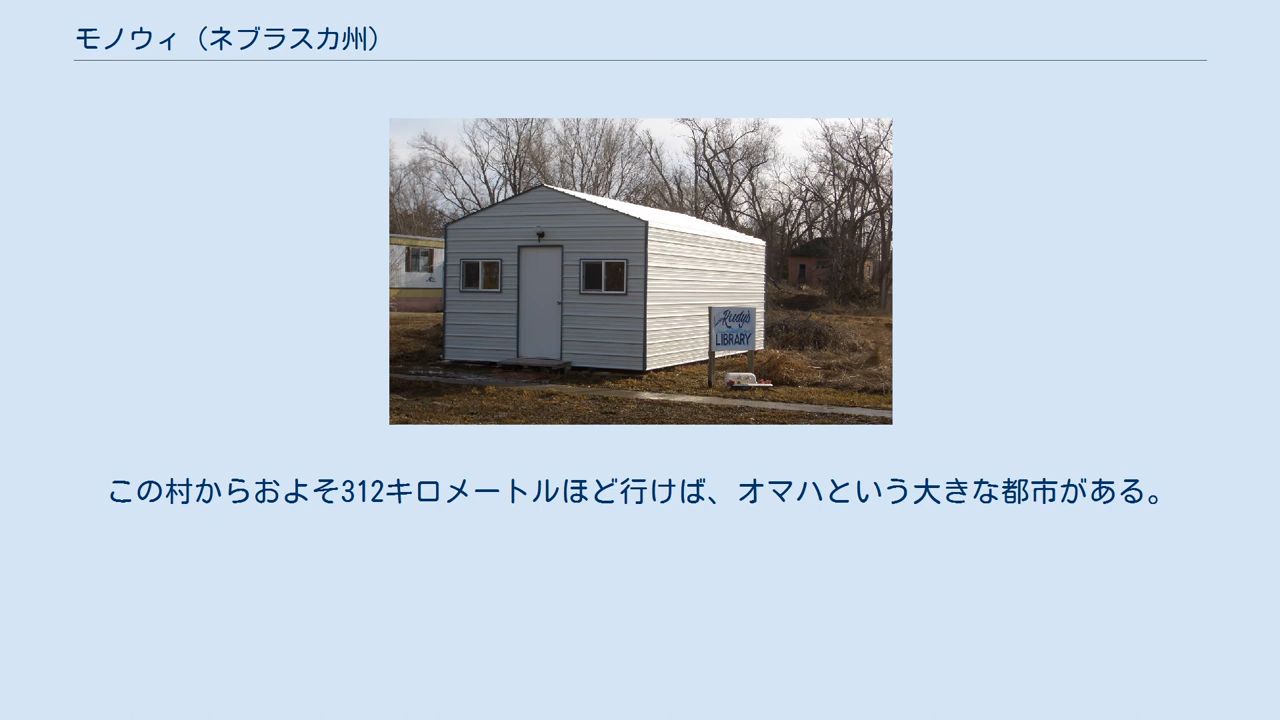 モノウィ（ネブラスカ州）
Rudy's
LIBRARY
この村からおよそ312キロメートルほど行けば、オマハという大きな都市がある。